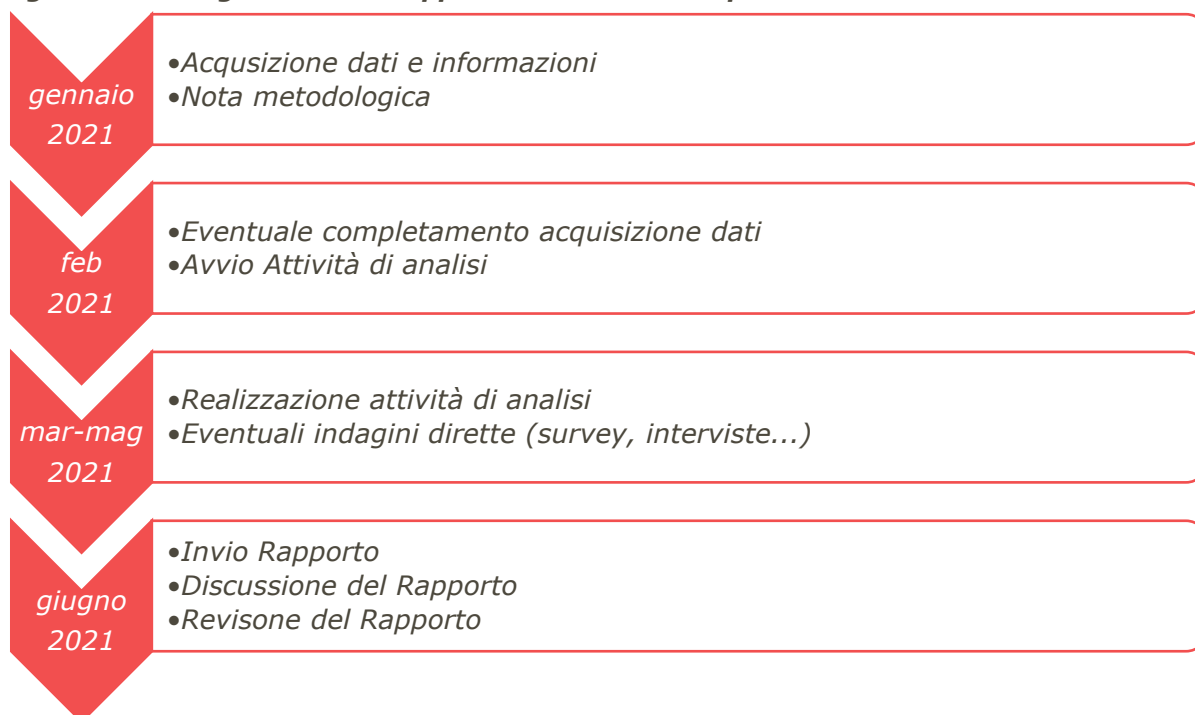 gennaio
2021
•Acqusizione dati e informazioni
•Nota metodologica
feb
2021
•Eventuale completamento acquisizione dati
•Avvio Attività di analisi
mar-mag
2021
•Realizzazione attività di analisi
•Eventuali indagini dirette (survey, interviste...)
giugno
2021
•Invio Rapporto
•Discussione del Rapporto
•Revisone del Rapporto